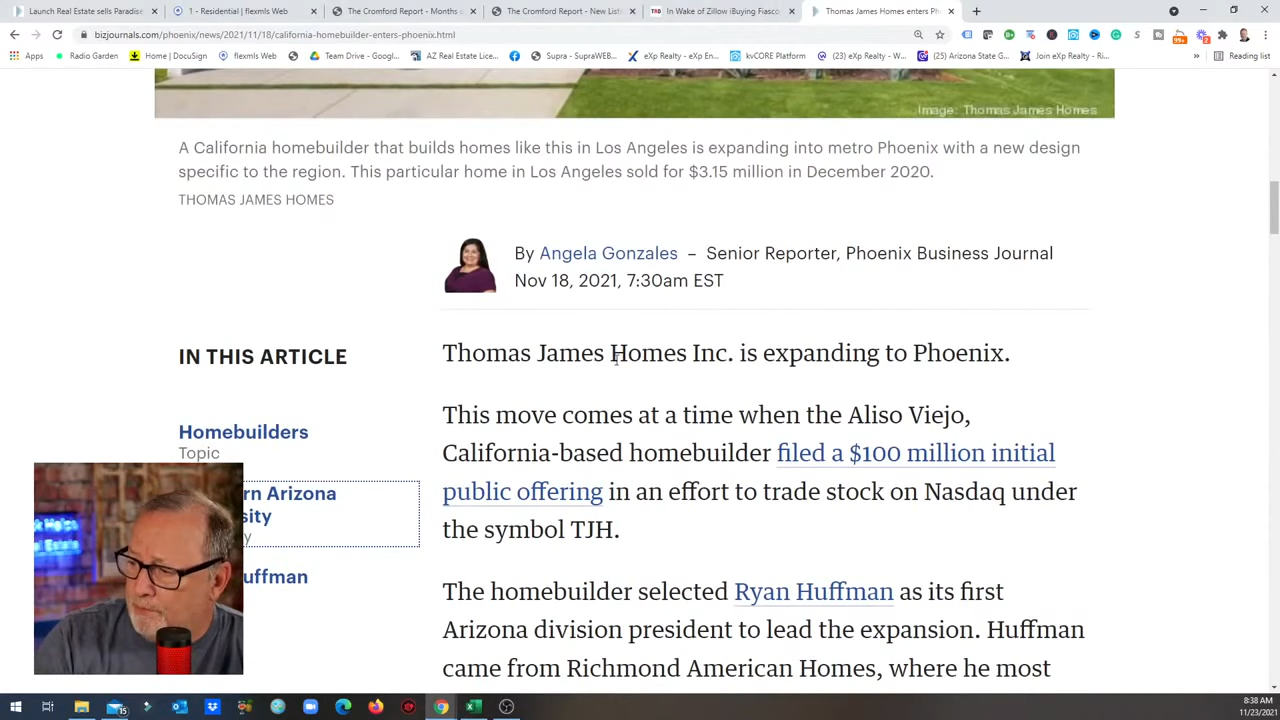 Launch Real Estate sells Paradis
1 - Residential | flexmls Web
The Cromford Report - Months o
The Cromford Report - New List
In Wake of Zillow iBuying Fiasco
Thomas James Homes enters Ph
bizjournals.com/phoenix/news/2021/11/18/california-homebuilder-enters-phoenix.html
Apps
Radio Garden
Home | DocuSign
flexmls Web
Team Drive - Googl...
AZ Real Estate Lice...
Supra - SupraWEB...
eXp Realty - eXp En...
kvCORE Platform
(23) eXp Realty - W...
(25) Arizona State G...
Join eXp Realty - Ri...
»
Reading list
Image: Thomas James Homes
A California homebuilder that builds homes like this in Los Angeles is expanding into metro Phoenix with a new design
specific to the region. This particular home in Los Angeles sold for $3.15 million in December 2020.
THOMAS JAMES HOMES
By Angela Gonzales – Senior Reporter, Phoenix Business Journal
Nov 18, 2021, 7:30am EST
IN THIS ARTICLE
Homebuilders
Topic
rn Arizona
sity
y
uffman
Thomas James Homes Inc. is expanding to Phoenix.
This move comes at a time when the Aliso Viejo,
California-based homebuilder filed a $100 million initial
public offering in an effort to trade stock on Nasdaq under
the symbol TJH.
The homebuilder selected Ryan Huffman as its first
Arizona division president to lead the expansion. Huffman
came from Richmond American Homes, where he most
8:38 AM
11/23/2021